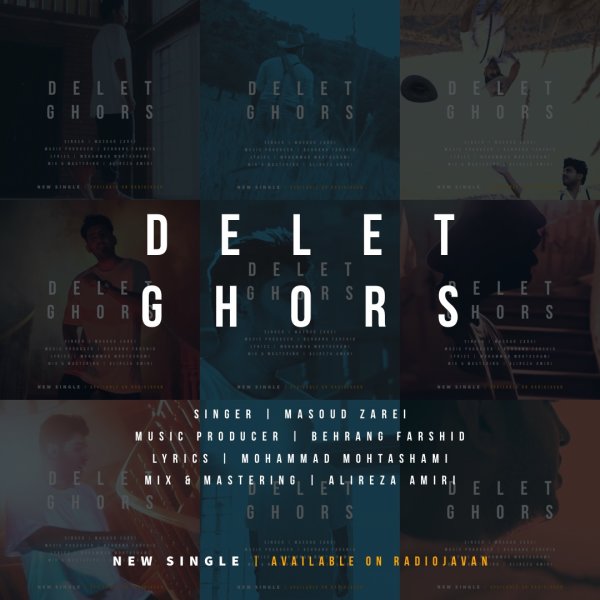 DELET
GHORS
SINGER | MASOUD ZAREI
MUSIC PRODUCER | BEHRANG FARSHID
LYRICS | MOHAMMAD MOHTASHAMI
MIX & MASTERING | ALIREZA AMIRI
NEW SINGLE | AVAILABLE ON RADIOJAVAN